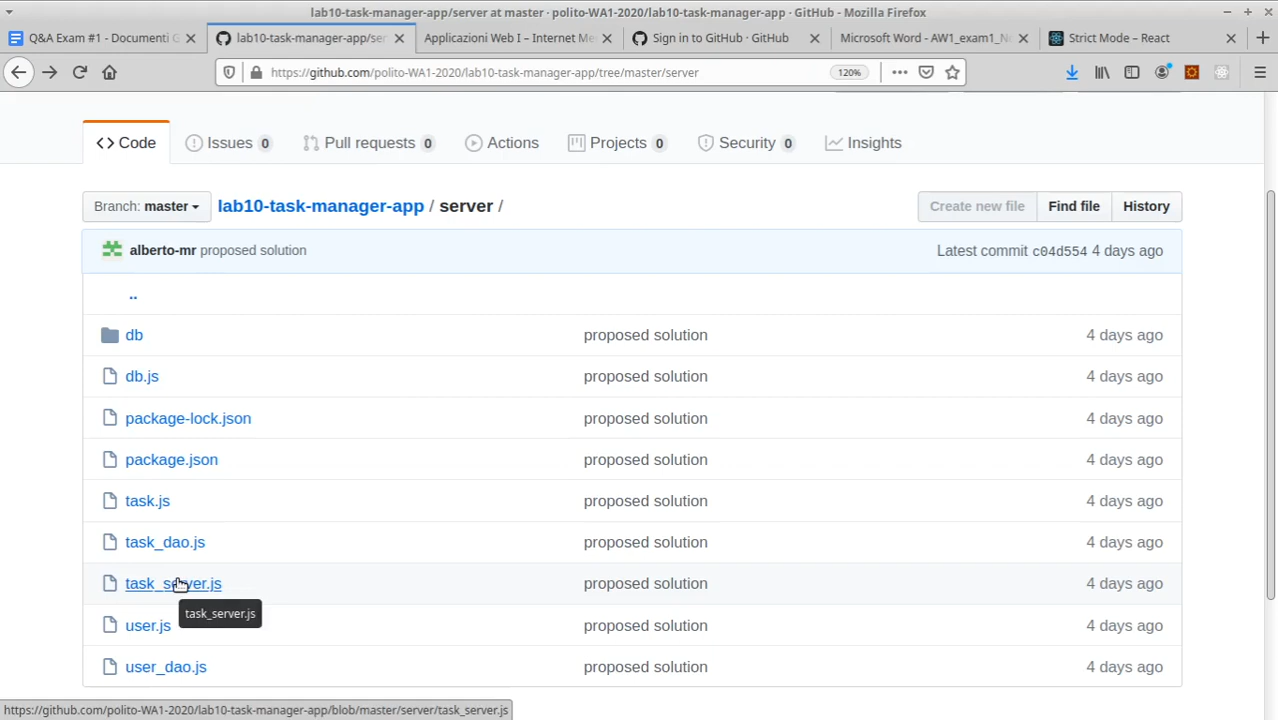 lab10-task-manager-app/server at master · polito-WA1-2020/lab10-task-manager-app · GitHub - Mozilla Firefox
Q&A Exam #1 - Documenti G
lab10-task-manager-app/ser
Applicazioni Web I – Internet Me
Sign in to GitHub · GitHub
Microsoft Word - AW1_exam1_No
Strict Mode – React
https://github.com/polito-WA1-2020/lab10-task-manager-app/tree/master/server
120%
Code
Issues 0
Pull requests 0
Actions
Projects 0
Security 0
Insights
Branch: master
lab10-task-manager-app / server /
Create new file
Find file
History
alberto-mr proposed solution
Latest commit c04d554 4 days ago
..
db proposed solution 4 days ago
db.js proposed solution 4 days ago
package-lock.json proposed solution 4 days ago
package.json proposed solution 4 days ago
task.js proposed solution 4 days ago
task_dao.js proposed solution 4 days ago
task_server.js proposed solution 4 days ago
task_server.js
user.js proposed solution 4 days ago
user_dao.js proposed solution 4 days ago
https://github.com/polito-WA1-2020/lab10-task-manager-app/blob/master/server/task_server.js